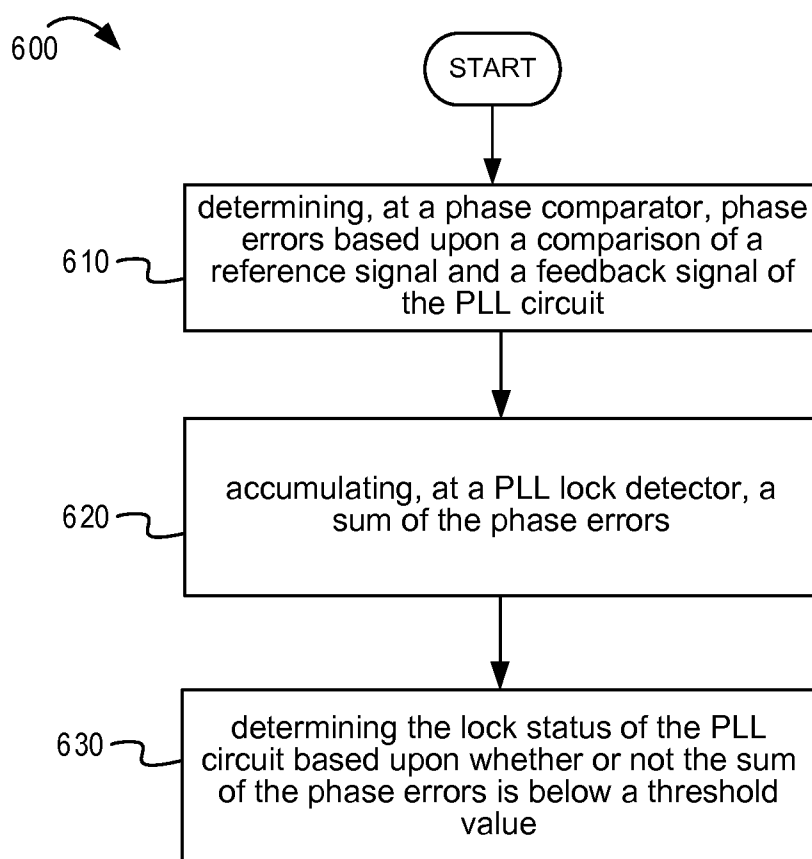 600
START
610
determining, at a phase comparator, phase
errors based upon a comparison of a
reference signal and a feedback signal of
the PLL circuit
620
accumulating, at a PLL lock detector, a
sum of the phase errors
630
determining the lock status of the PLL
circuit based upon whether or not the sum
of the phase errors is below a threshold
value